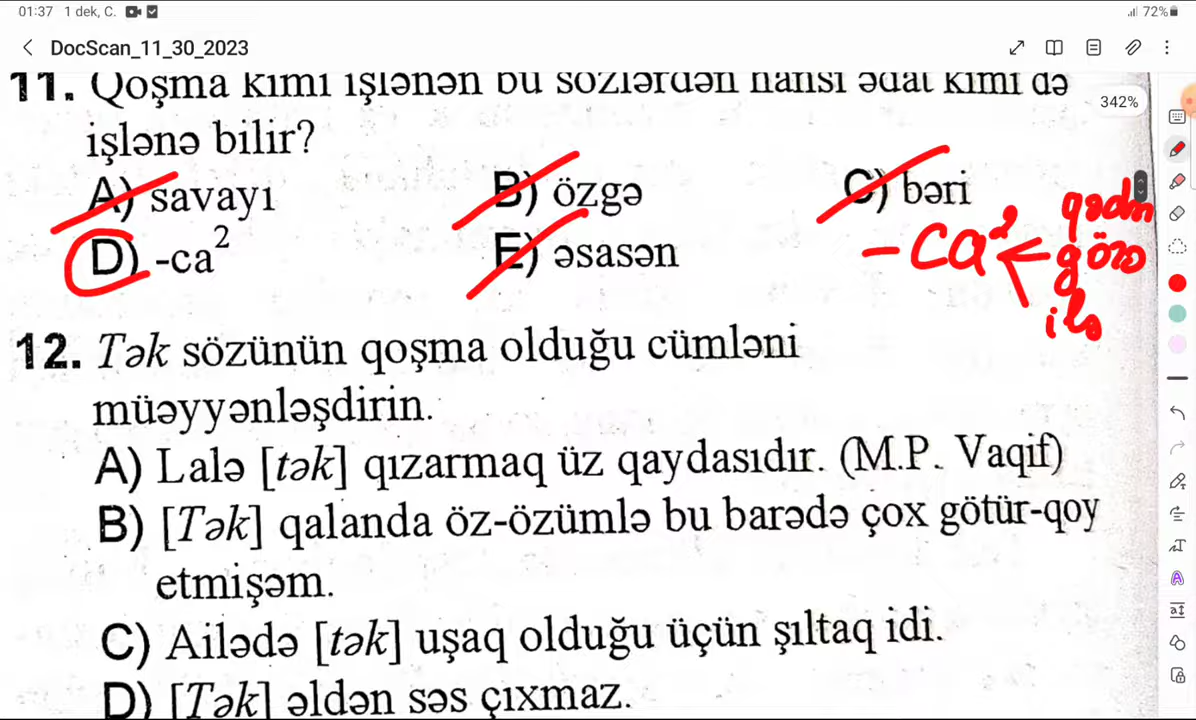 01:37 1 dek, C. 72%
DocScan_11_30_2023
342%
11. Qoşma kimi işlənən bu sözlərdən hansı ədat kimi də
işlənə bilir?
A) savayı B) özgə C) bəri
D) -ca² E) əsasən
-ca² qədər
görə
ilə
12. Tək sözünün qoşma olduğu cümləni
müəyyənləşdirin.
A) Lalə [tək] qızarmaq üz qaydasıdır. (M.P. Vaqif)
B) [Tək] qalanda öz-özümlə bu barədə çox götür-qoy
etmişəm.
C) Ailədə [tək] uşaq olduğu üçün şıltaq idi.
D) [Tək] əldən səs çıxmaz.